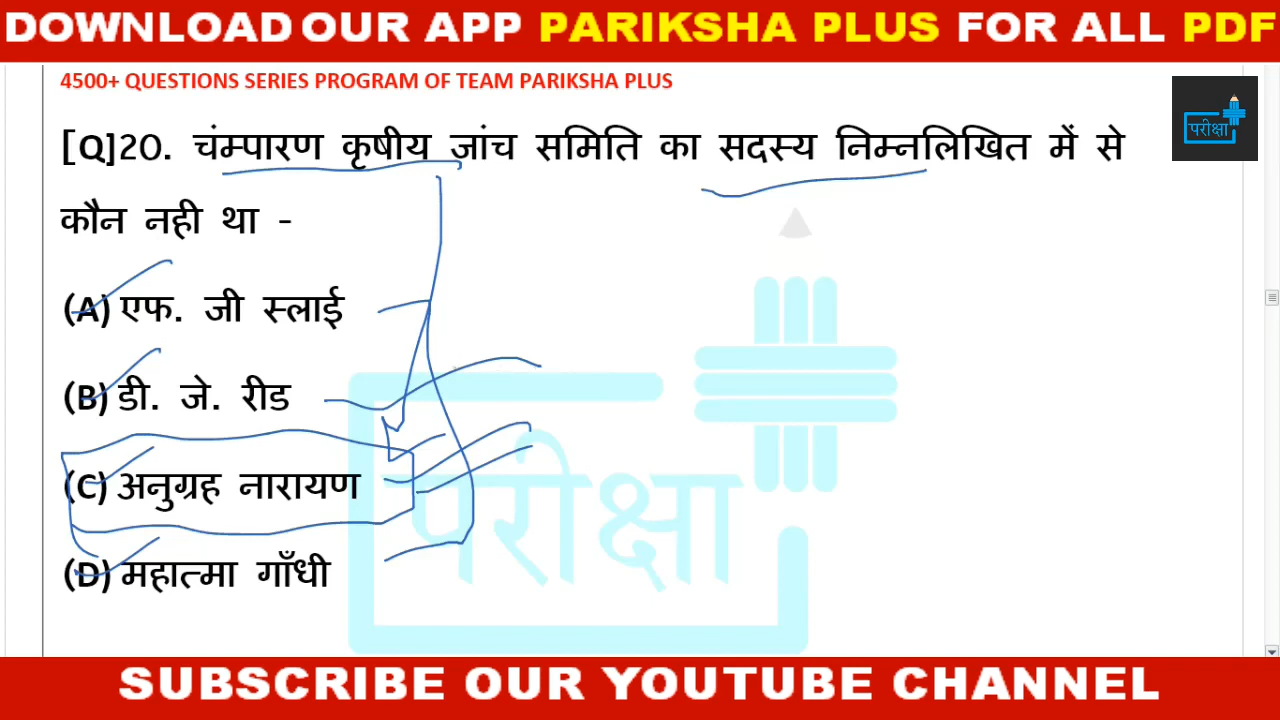 DOWNLOAD OUR APP PARIKSHA PLUS FOR ALL PDF
4500+ QUESTIONS SERIES PROGRAM OF TEAM PARIKSHA PLUS
परीक्षा
[Q]20. चंम्पारण कृषीय जांच समिति का सदस्य निम्नलिखित में से
कौन नही था -
(A) एफ. जी स्लाई
(B) डी. जे. रीड
(C) अनुग्रह नारायण
(D) महात्मा गाँधी
परीक्षा
SUBSCRIBE OUR YOUTUBE CHANNEL